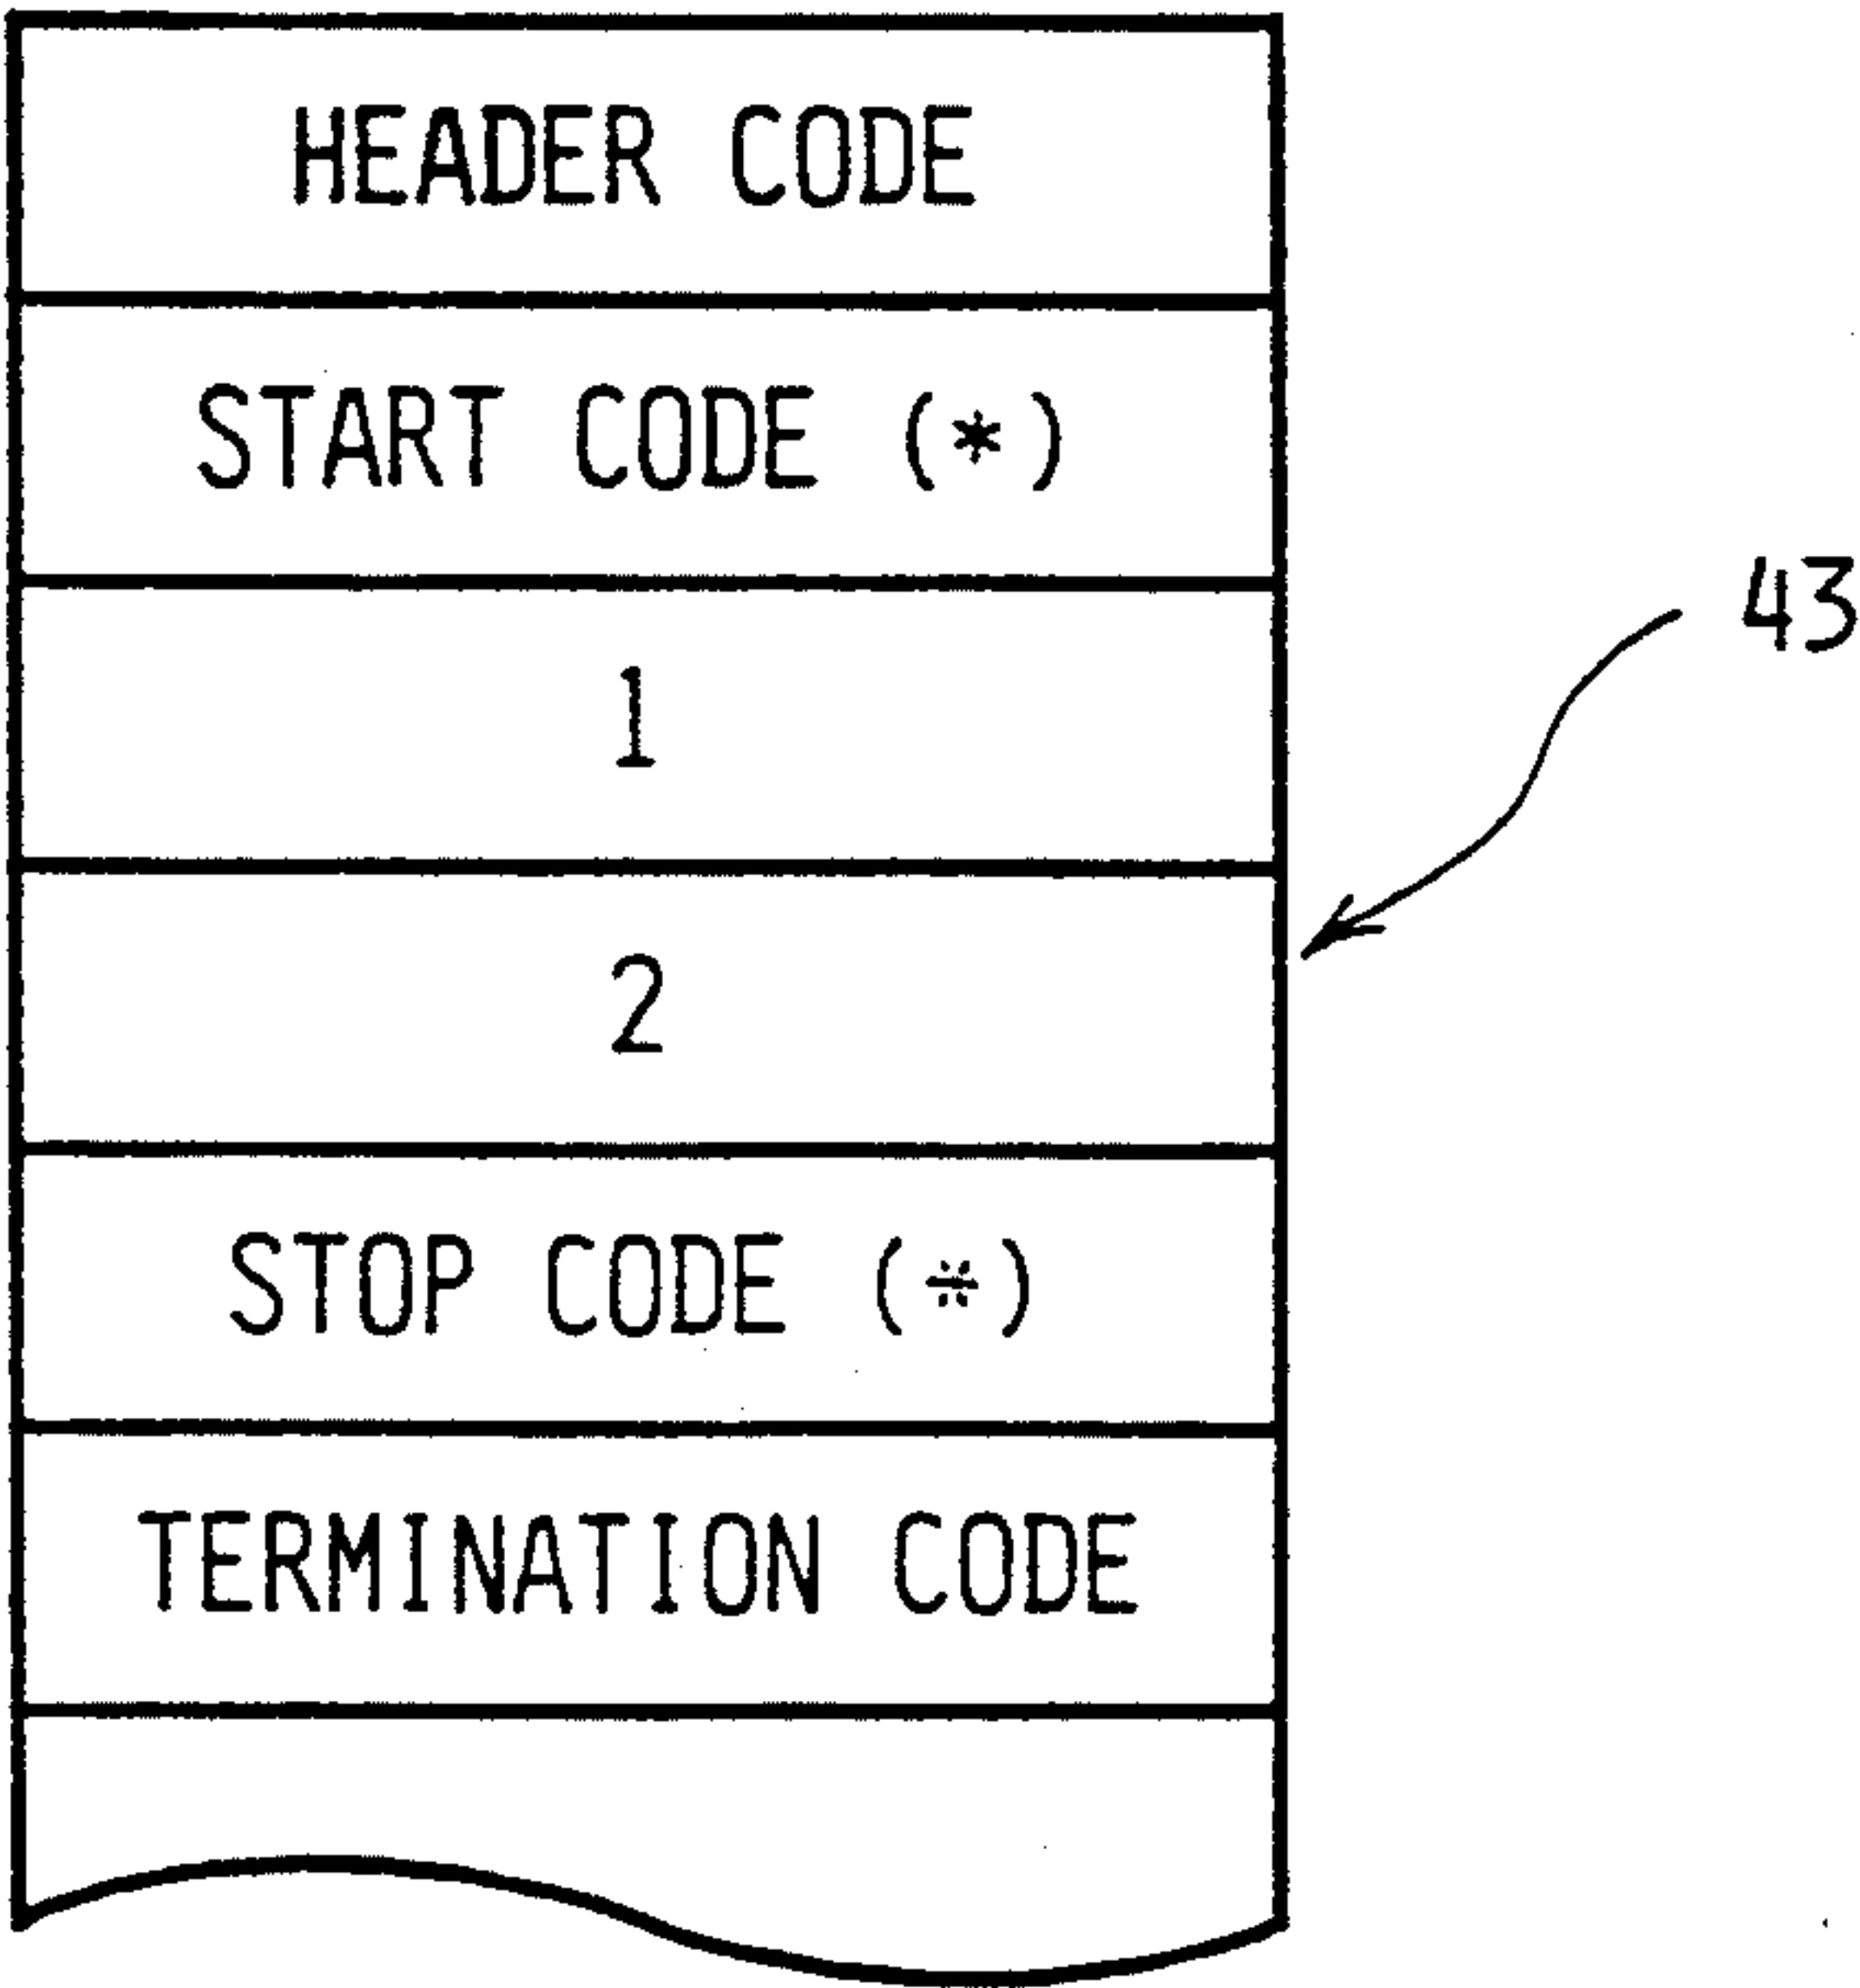 HEADER CODE
START CODE (*)
43
1
2
STOP CODE (*)
TERMINATION CODE